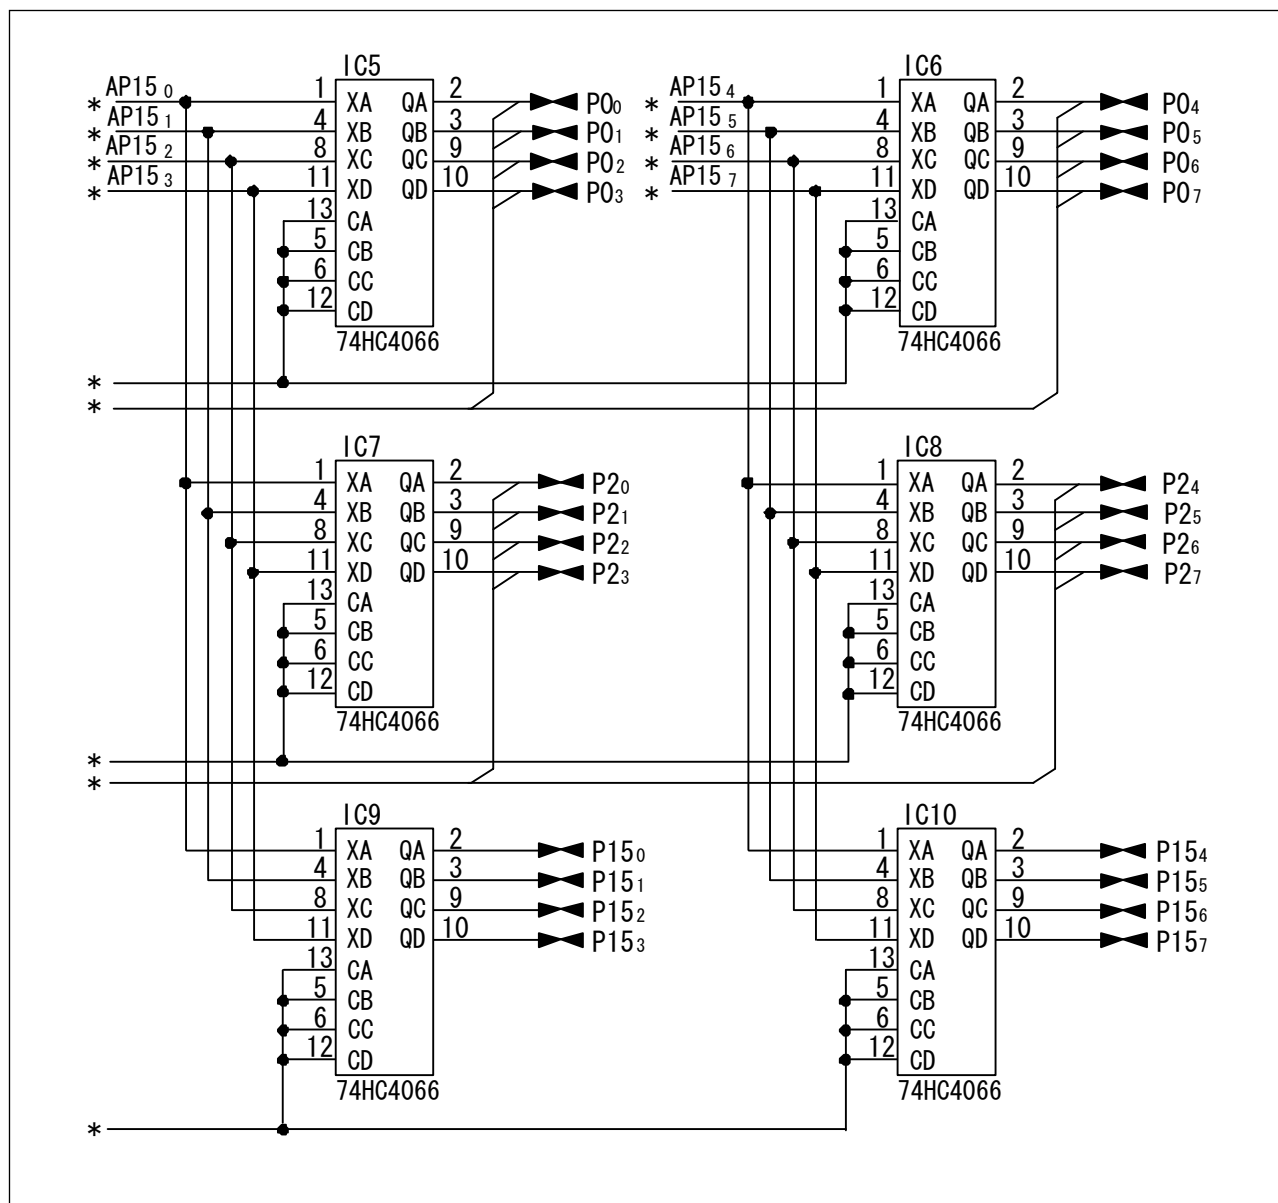 IC5
* AP15 0 1 XA QA 2 P00
* AP15 1 4 XB QB 3 P01
* AP15 2 8 XC QC 9 P02
* AP15 3 11 XD QD 10 P03
13 CA
5 CB
6 CC
12 CD
74HC4066
IC6
* AP15 4 1 XA QA 2 P04
* AP15 5 4 XB QB 3 P05
* AP15 6 8 XC QC 9 P06
* AP15 7 11 XD QD 10 P07
13 CA
5 CB
6 CC
12 CD
74HC4066
*
*
IC7
1 XA QA 2 P20
4 XB QB 3 P21
8 XC QC 9 P22
11 XD QD 10 P23
13 CA
5 CB
6 CC
12 CD
74HC4066
IC8
1 XA QA 2 P24
4 XB QB 3 P25
8 XC QC 9 P26
11 XD QD 10 P27
13 CA
5 CB
6 CC
12 CD
74HC4066
*
*
IC9
1 XA QA 2 P150
4 XB QB 3 P151
8 XC QC 9 P152
11 XD QD 10 P153
13 CA
5 CB
6 CC
12 CD
74HC4066
IC10
1 XA QA 2 P154
4 XB QB 3 P155
8 XC QC 9 P156
11 XD QD 10 P157
13 CA
5 CB
6 CC
12 CD
74HC4066
*